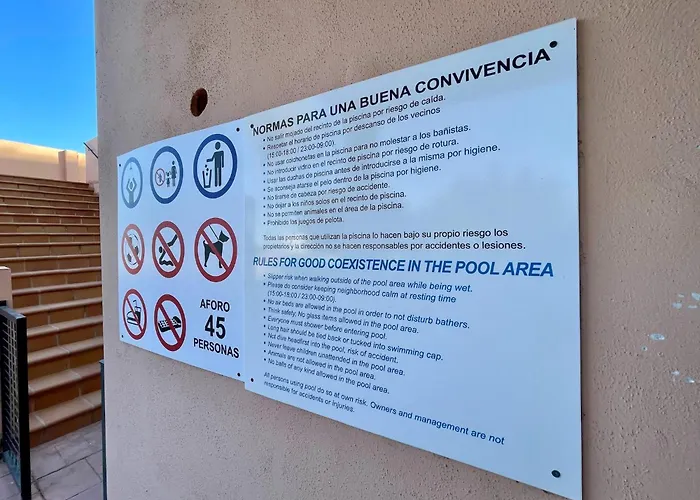 NORMAS PARA UNA BUENA CONVIVENCIA
• No salir mojado del recinto de la piscina por riesgo de caída.
• Respetar el horario de piscina por descanso de los vecinos
(15:00-18:00 / 23:00-09:00).
• No usar colchonetas en la piscina para no molestar a los bañistas.
• No introducir vidrio en el recinto de piscina por riesgo de rotura.
• Usar las duchas de piscina antes de introducirse a la misma por higiene.
• Se aconseja atarse el pelo dentro de la piscina por higiene.
• No tirarse de cabeza por riesgo de accidente.
• No dejar a los niños solos en el recinto de piscina.
• No se permiten animales en el área de la piscina.
• Prohibido los juegos de pelota.
Todas las personas que utilizan la piscina lo hacen bajo su propio riesgo los
propietarios y la dirección no se hacen responsables por accidentes o lesiones.
RULES FOR GOOD COEXISTENCE IN THE POOL AREA
• Slipper risk when walking outside of the pool area while being wet.
• Please do consider keeping neighborhood calm at resting time
(15:00-18:00 / 23:00-09:00).
• No air beds are allowed in the pool in order to not disturb bathers.
• Think safety; No glass items allowed in the pool area.
• Everyone must shower before entering pool.
• Long hair should be tied back or tucked into swimming cap.
• Not dive headfirst into the pool, risk of accident.
• Never leave children unattended in the pool area.
• Animals are not allowed in the pool area.
• No balls of any kind allowed in the pool area.
All persons using pool do so at own risk. Owners and management are not
responsible for accidents or injuries.
AFORO
45
PERSONAS